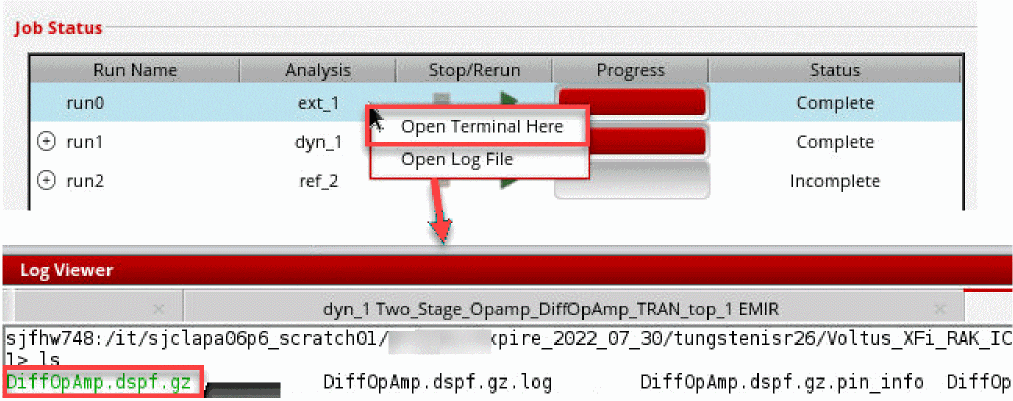 Job Status
Run Name Analysis Stop/Rerun Progress Status
run0 ext_1 Complete
Open Terminal Here
run1 dyn_1 Complete
Open Log File
run2 ref_2 Incomplete
Log Viewer
dyn_1 Two_Stage_Opamp_DiffOpAmp_TRAN_top_1 EMIR
sjfhw748:/it/sjclapa06p6_scratch01/ xpire_2022_07_30/tungstenisr26/Voltus_XFi_RAK_IC
l> ls
DiffOpAmp.dspf.gz DiffOpAmp.dspf.gz.log DiffOpAmp.dspf.gz.pin_info DiffOp